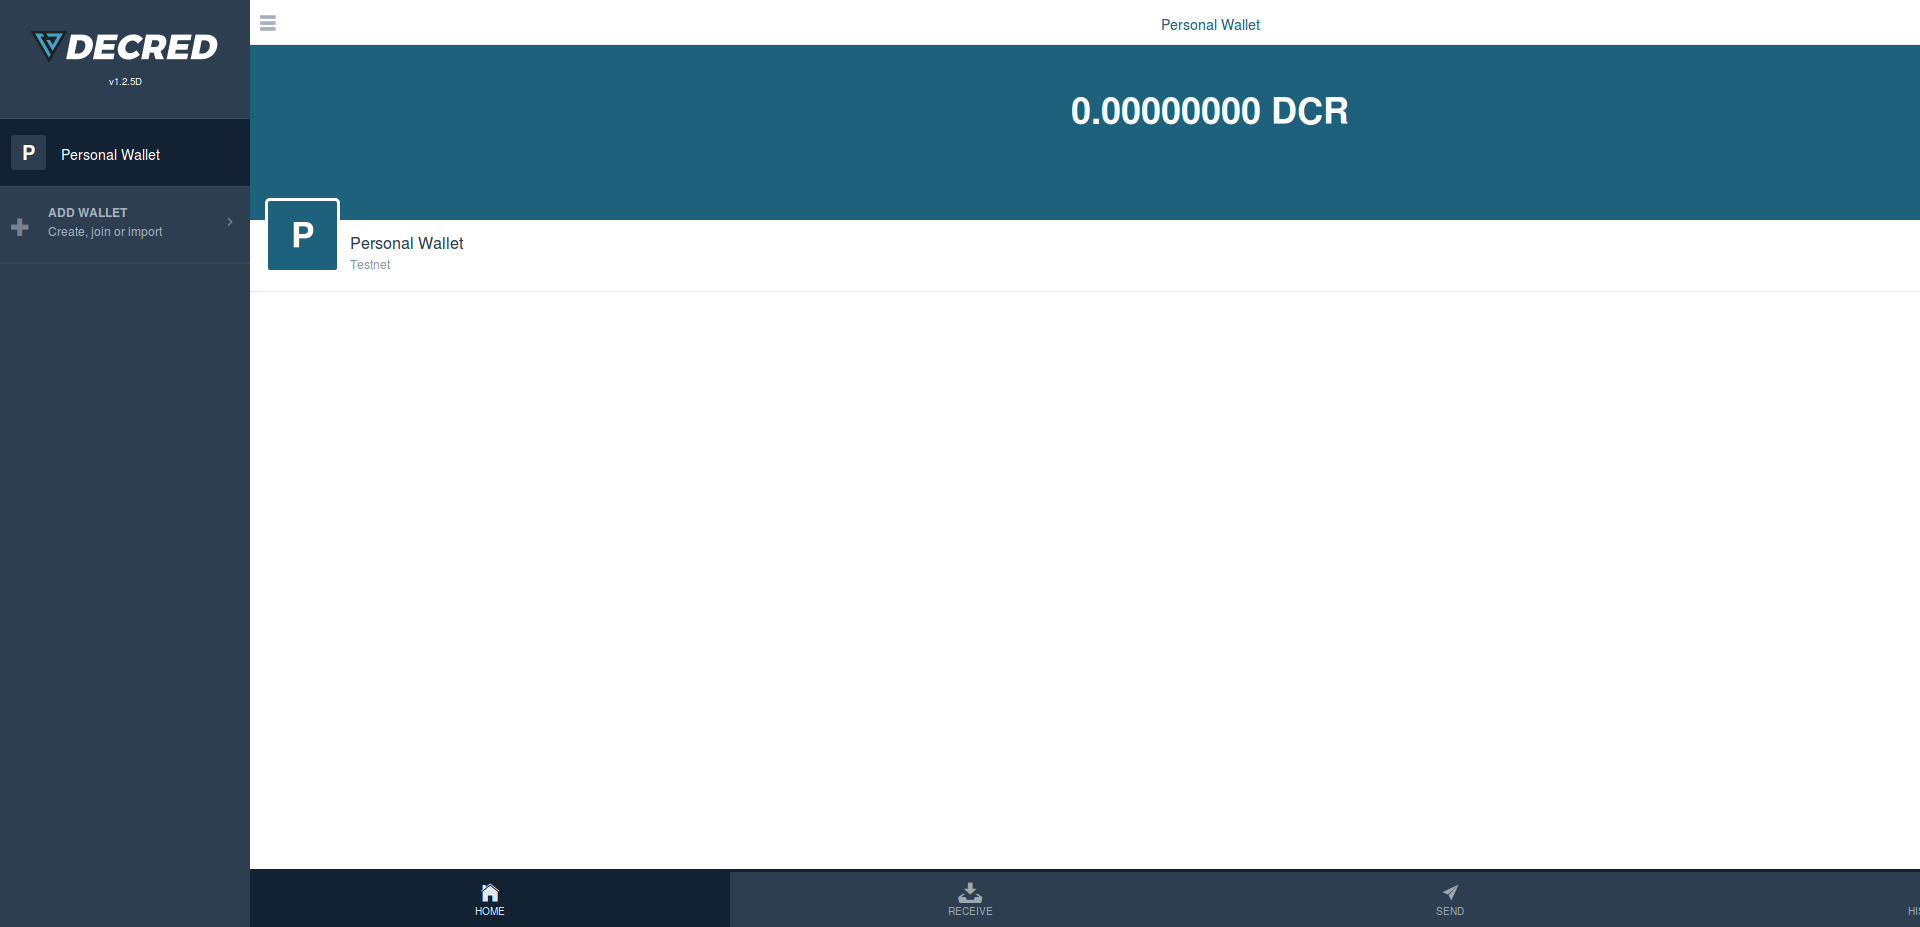 DECRED
v1.2.5D
P Personal Wallet
ADD WALLET
Create, join or import
Personal Wallet
0.00000000 DCR
P
Personal Wallet
Testnet
HOME
RECEIVE
SEND